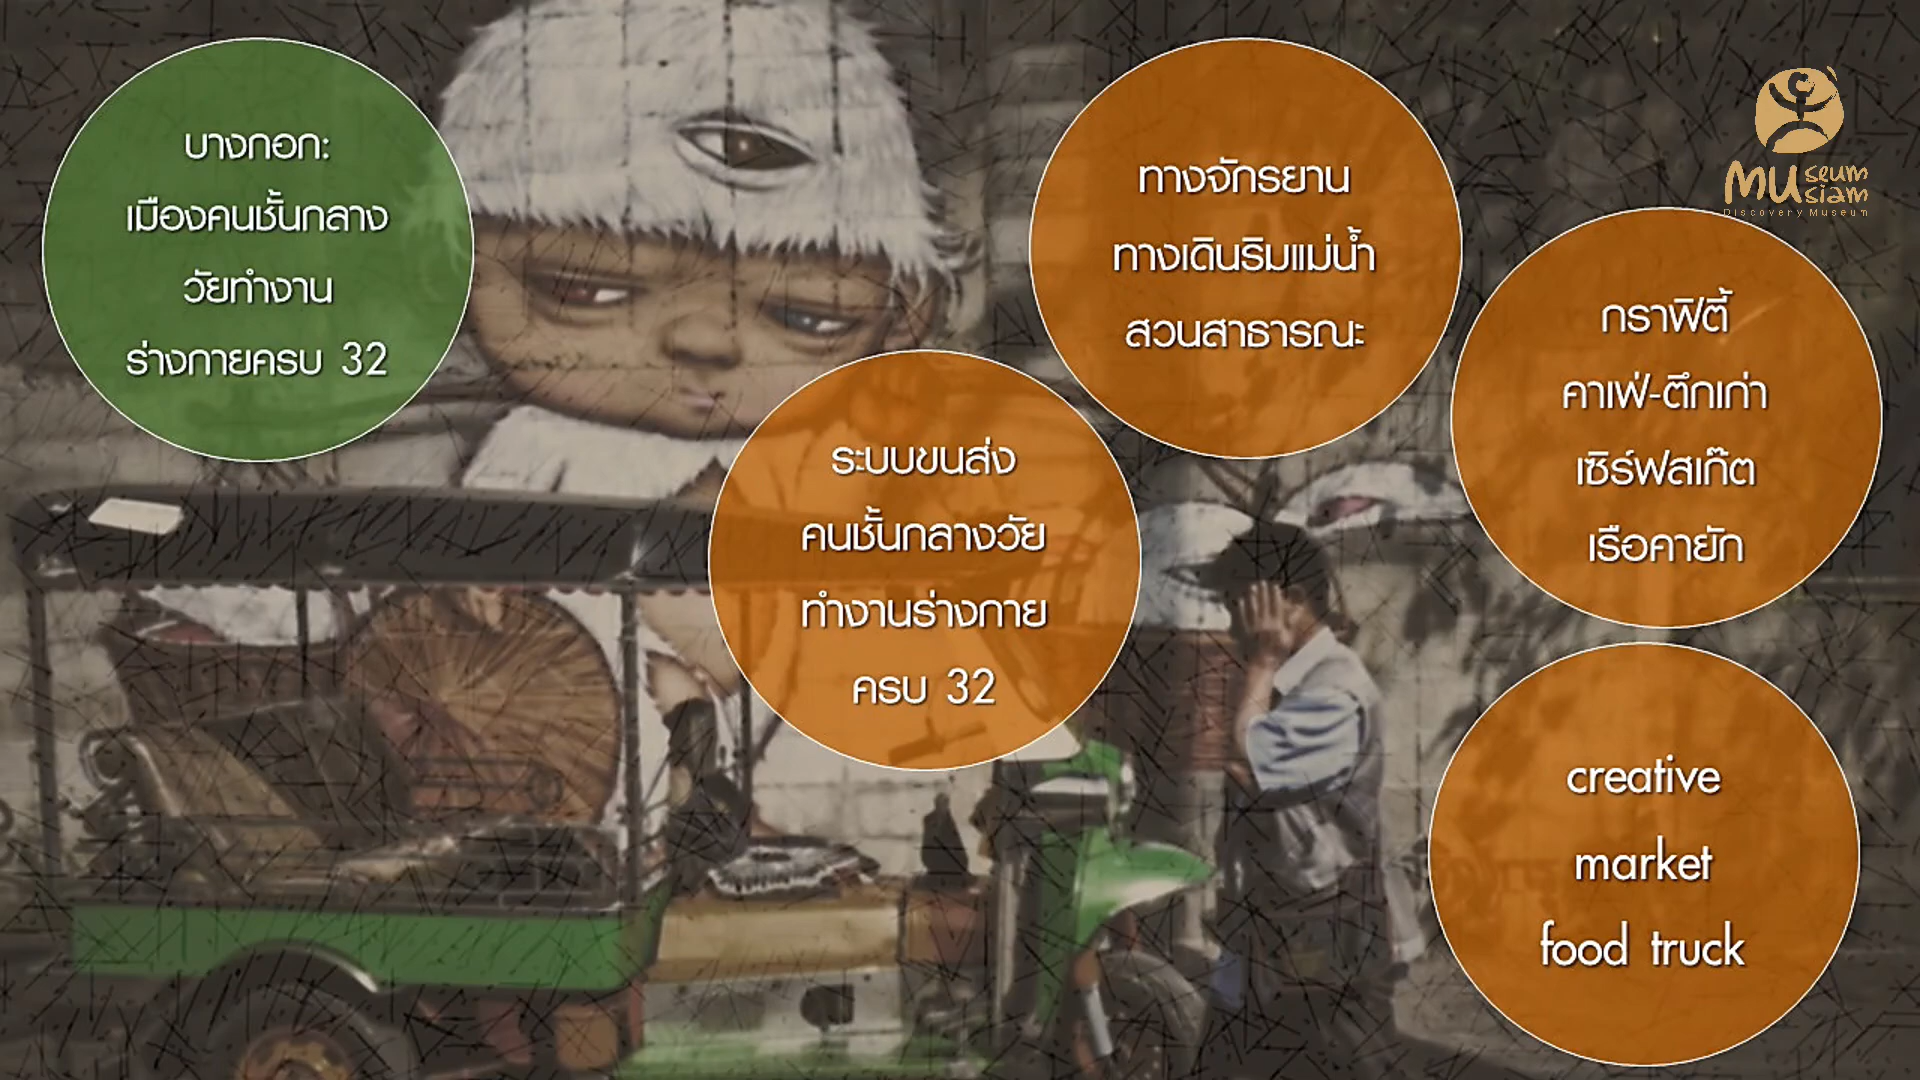 บางกอก:
เมืองคนชั้นกลาง
วัยทำงาน
ร่างกายครบ 32
ระบบขนส่ง
คนชั้นกลางวัย
ทำงานร่างกาย
ครบ 32
ทางจักรยาน
ทางเดินริมแม่น้ำ
สวนสาธารณะ
กราฟิตี้
คาเฟ่-ตึกเก่า
เซิร์ฟสเก๊ต
เรือคายัก
creative
market
food truck
Museum
Siam
Discovery Museum